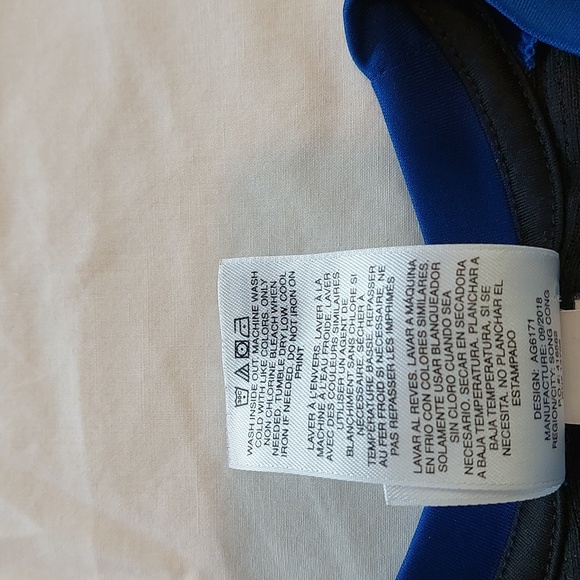 WASH INSIDE OUT. MACHINE WASH
COLD WITH LIKE COLORS. ONLY
NON-CHLORINE BLEACH WHEN
NEEDED. TUMBLE DRY LOW. COOL
IRON IF NEEDED. DO NOT IRON ON
PRINT
LAVER À L'ENVERS. LAVER À LA
MACHINE À L'EAU FROIDE. LAVER
AVEC DES COULEURS SIMILAIRES.
UTILISER UN AGENT DE
BLANCHIMENT SANS CHLORE SI
NÉCESSAIRE. SÉCHER À
TEMPÉRATURE BASSE. REPASSER
AU FER FROID SI NÉCESSAIRE. NE
PAS REPASSER LES IMPRIMÉS
LAVAR AL REVES. LAVAR A MÁQUINA
EN FRIO CON COLORES SIMILARES.
SOLAMENTE USAR BLANQUEADOR
SIN CLORO CUANDO SEA
NECESARIO. SECAR EN SECADORA
A BAJA TEMPERATURA. PLANCHAR A
BAJA TEMPERATURA, SI SE
NECESITA. NO PLANCHAR EL
ESTAMPADO
DESIGN: AG6171
MANUFACTURE: 09/2018
REGION/CITY: SONG SONG